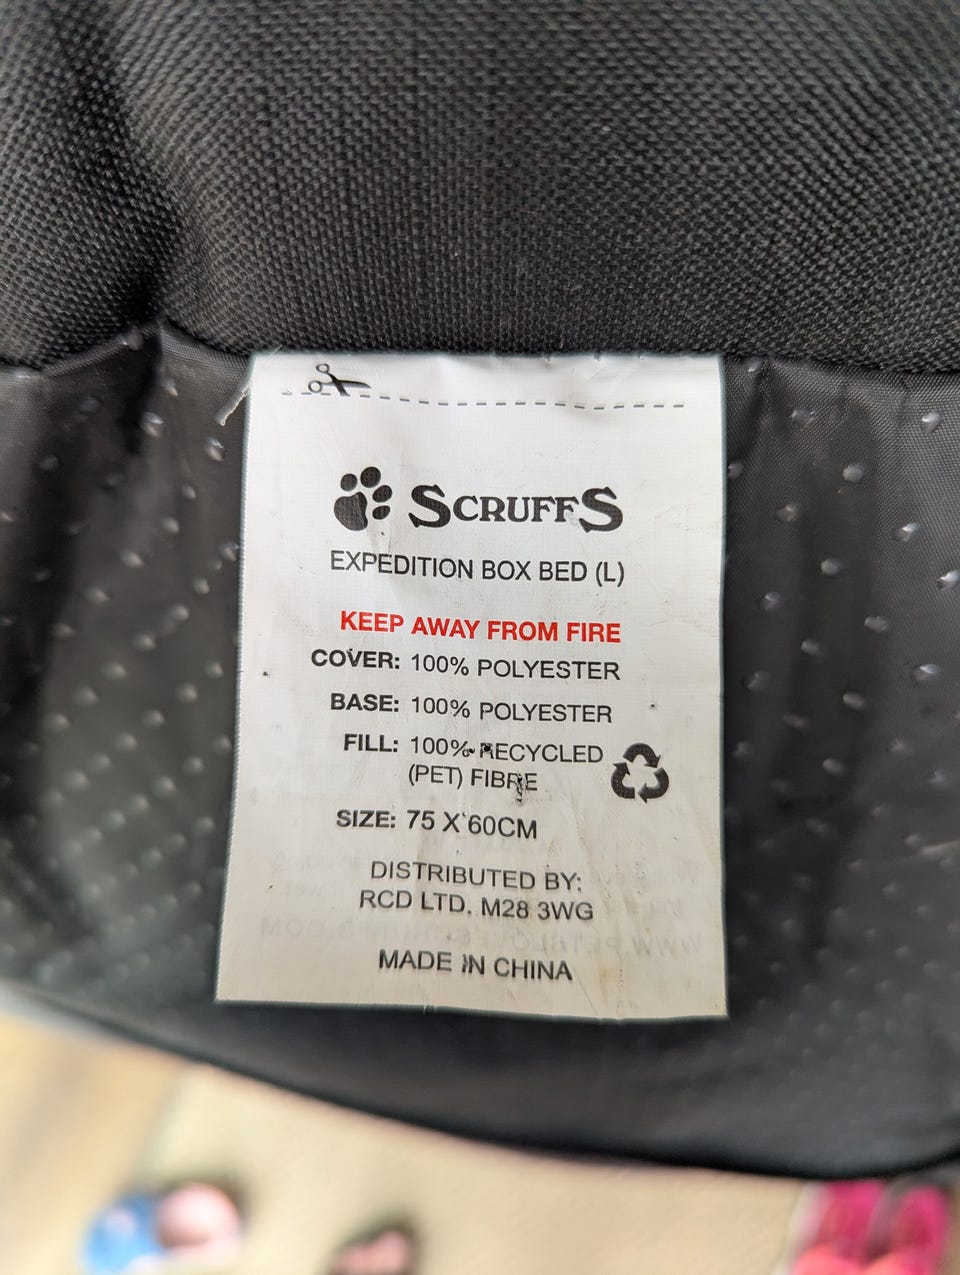 SCRUFFS
EXPEDITION BOX BED (L)
KEEP AWAY FROM FIRE
COVER: 100% POLYESTER
BASE: 100% POLYESTER
FILL: 100% RECYCLED
(PET) FIBRE
SIZE: 75 X 60CM
DISTRIBUTED BY:
RCD LTD. M28 3WG
MADE IN CHINA